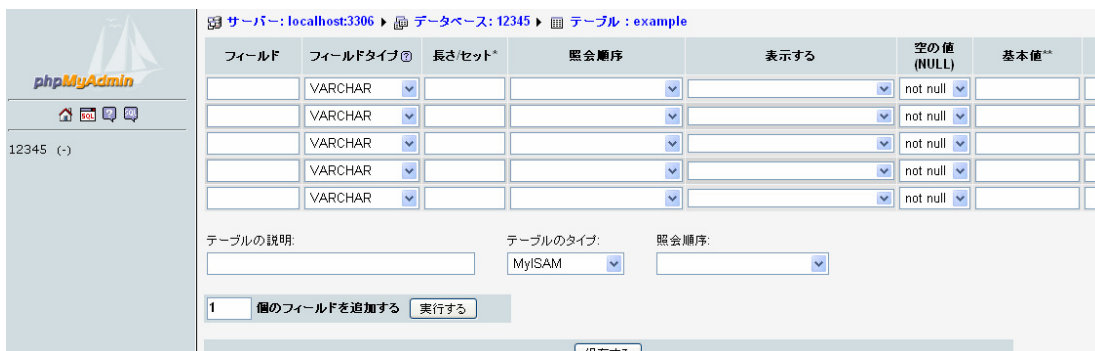 phpMyAdmin
SQL
12345 (-)
サーバー: localhost:3306 ▶ データベース: 12345 ▶ テーブル : example
フィールド フィールドタイプ 長さ/セット* 照会順序 表示する 空の値 (NULL) 基本値**
VARCHAR not null
VARCHAR not null
VARCHAR not null
VARCHAR not null
VARCHAR not null
テーブルの説明: テーブルのタイプ: 照会順序:
MyISAM
1 個のフィールドを追加する 実行する
保存する